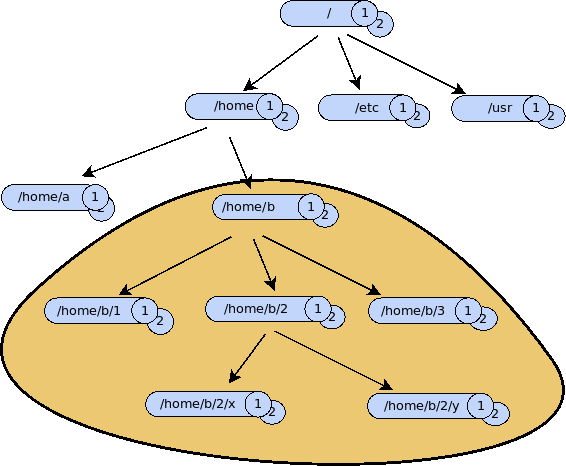 / 1 2
/home 1 2
/etc 1 2
/usr 1 2
/home/a 1 2
/home/b 1 2
/home/b/1 1 2
/home/b/2 1 2
/home/b/3 1 2
/home/b/2/x 1 2
/home/b/2/y 1 2